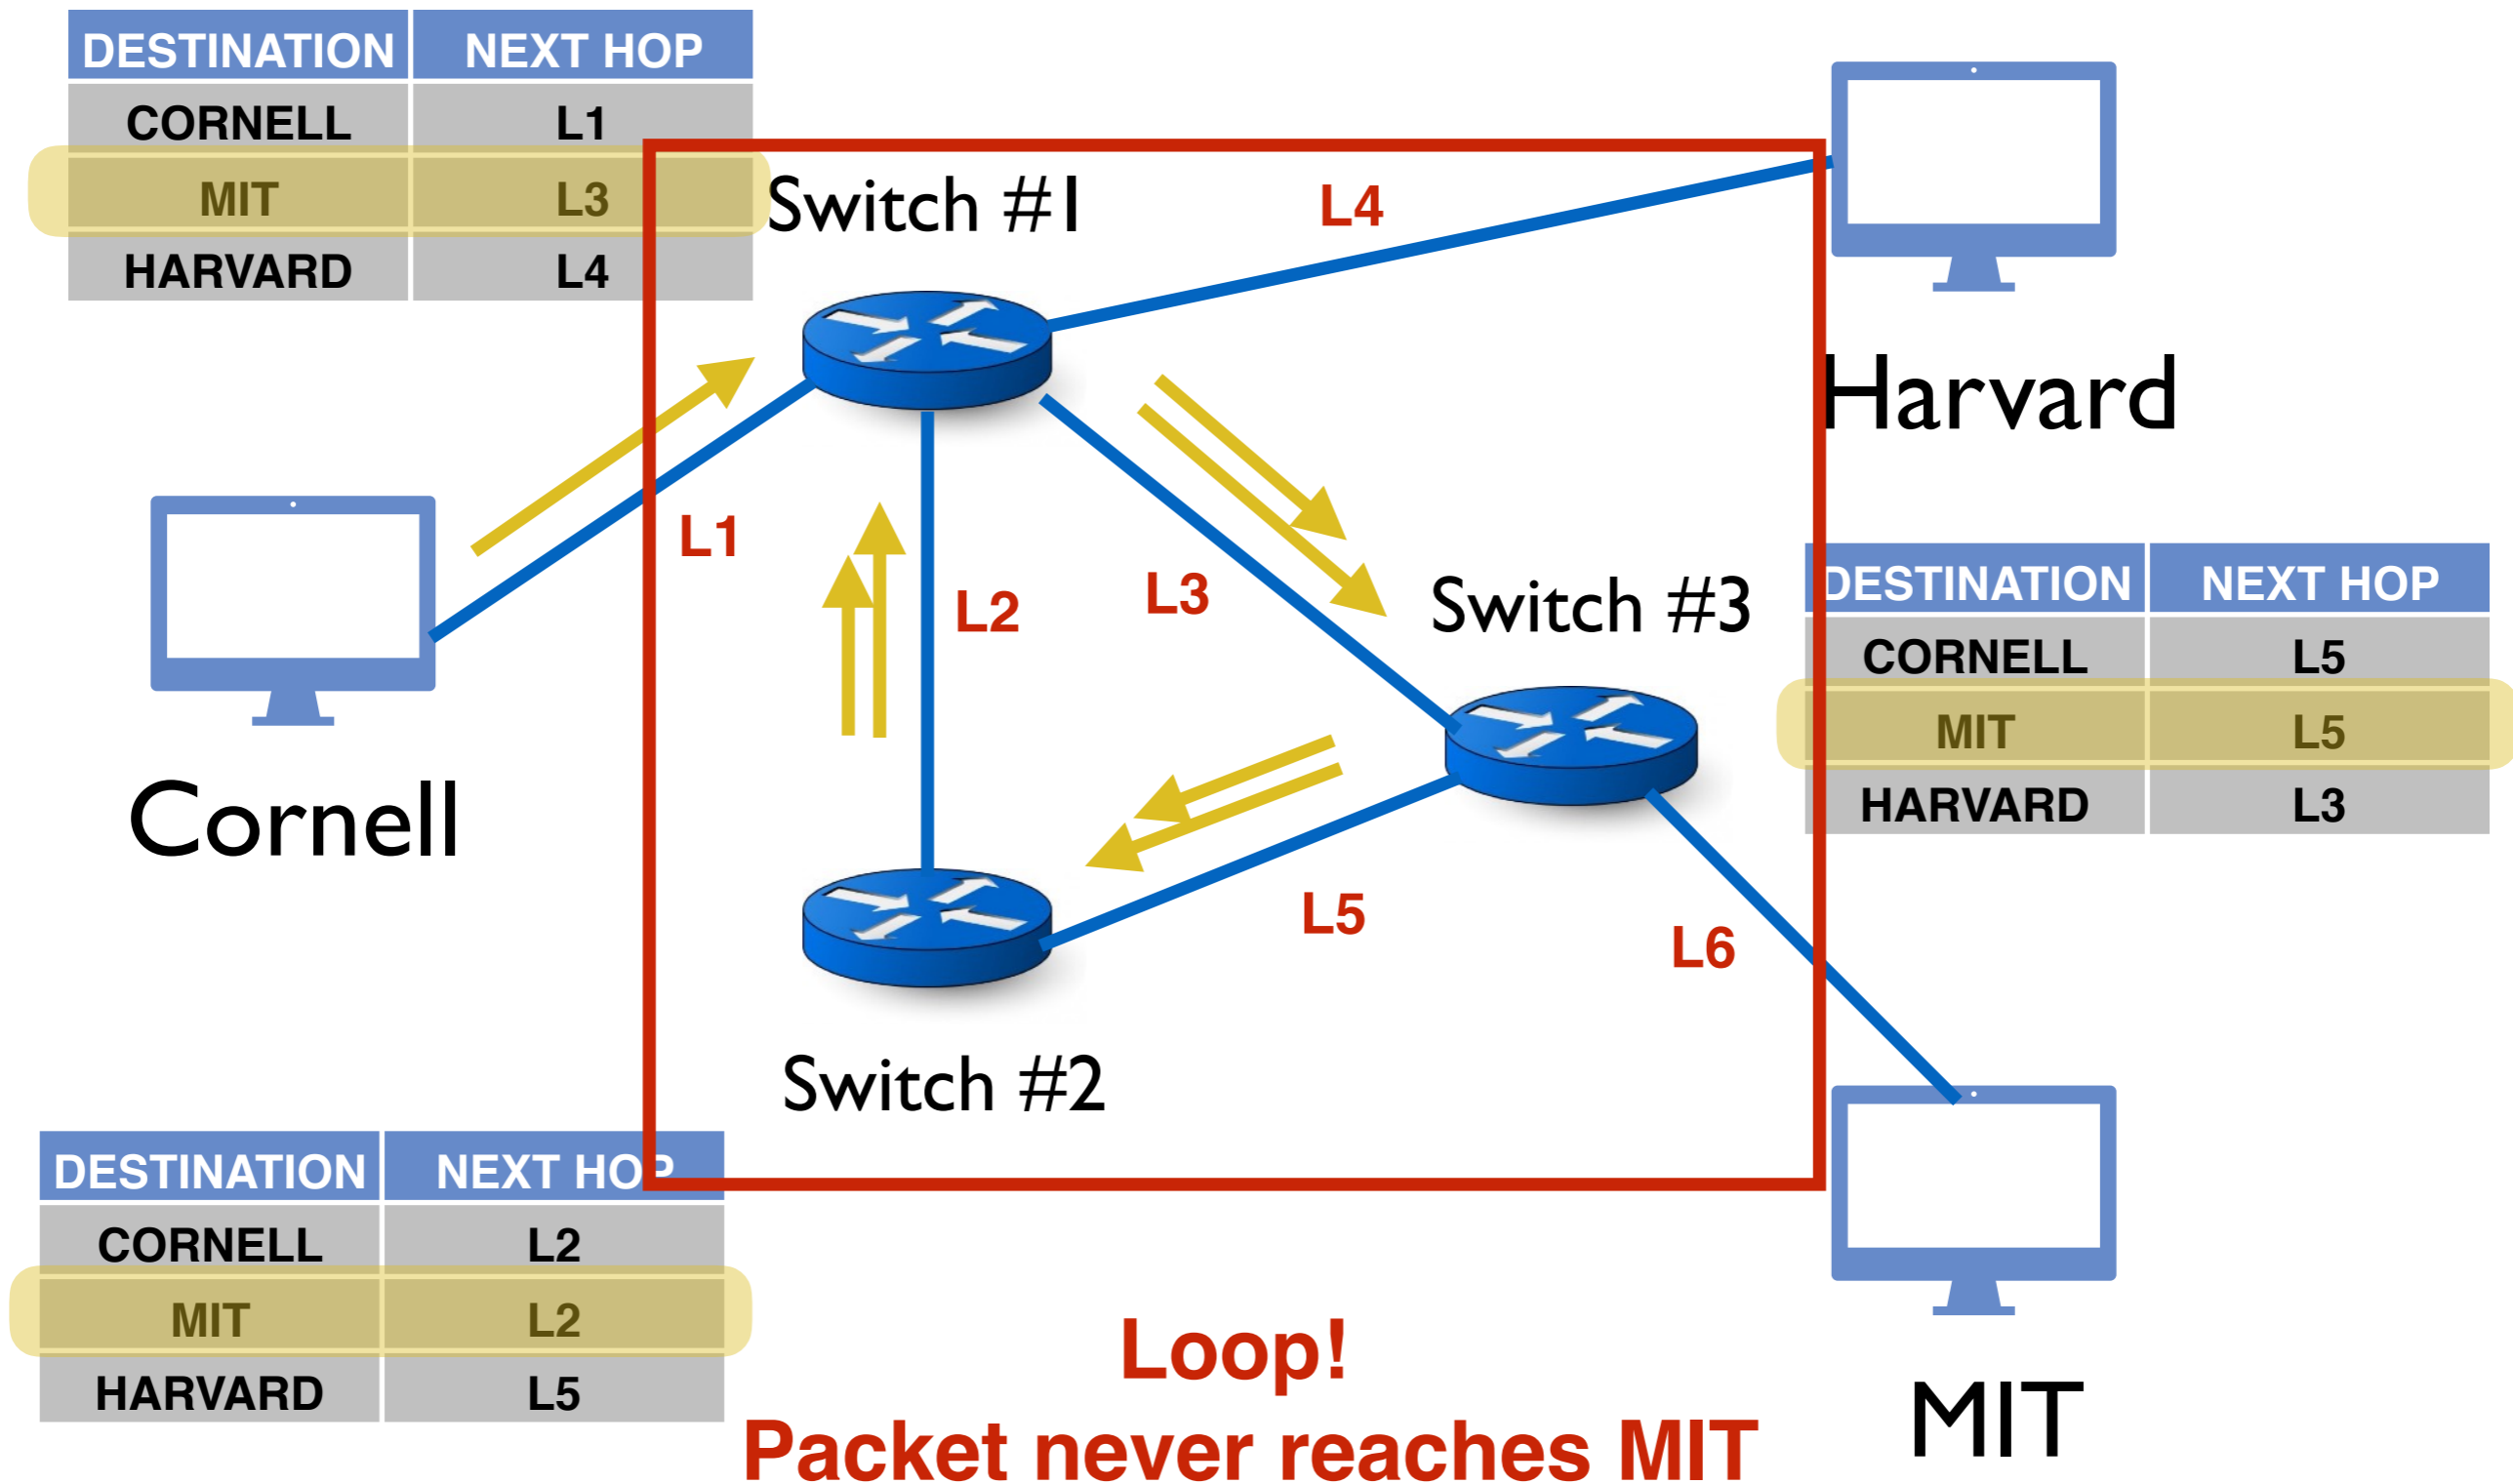 DESTINATION NEXT HOP
CORNELL L1
MIT L3
HARVARD L4
Switch #1
L4
Harvard
L1
L2
L3
Switch #3
DESTINATION NEXT HOP
CORNELL L5
MIT L5
HARVARD L3
Cornell
L5
L6
Switch #2
DESTINATION NEXT HOP
CORNELL L2
MIT L2
HARVARD L5
Loop!
Packet never reaches MIT
MIT